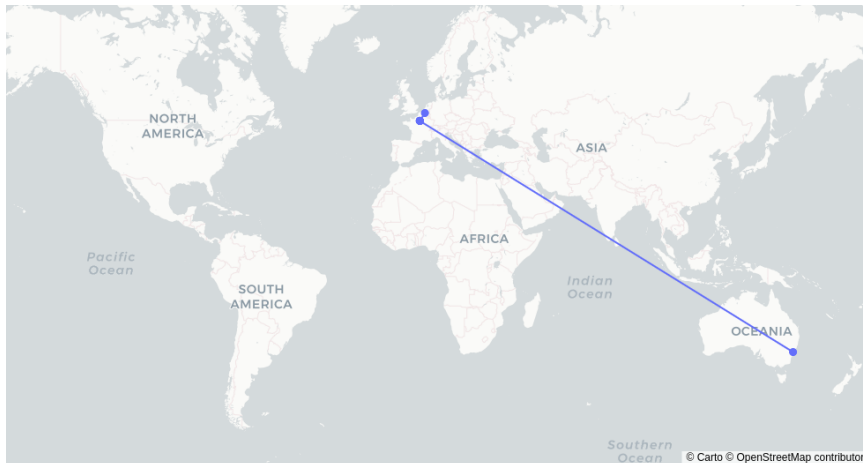 NORTH
AMERICA
ASIA
AFRICA
Pacific
Ocean
SOUTH
AMERICA
Indian
Ocean
OCEANIA
Southern
Ocean
© Carto © OpenStreetMap contributor